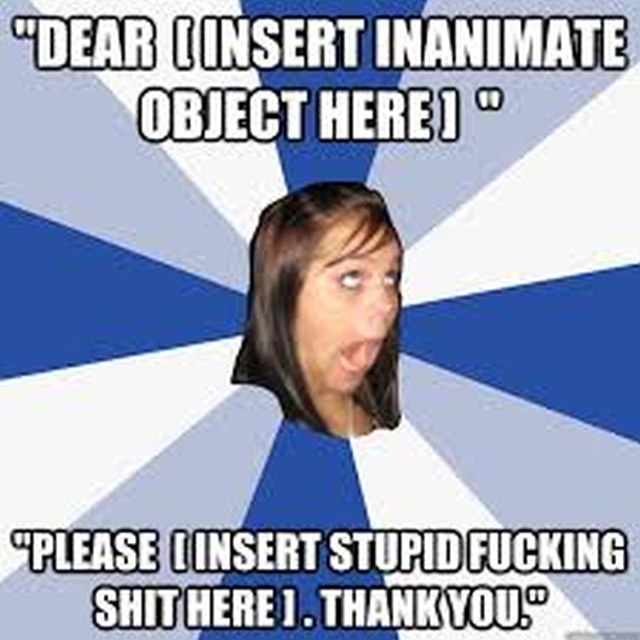 "DEAR [ INSERT INANIMATE
OBJECT HERE ] "
"PLEASE [ INSERT STUPID FUCKING
SHIT HERE ] . THANK YOU."